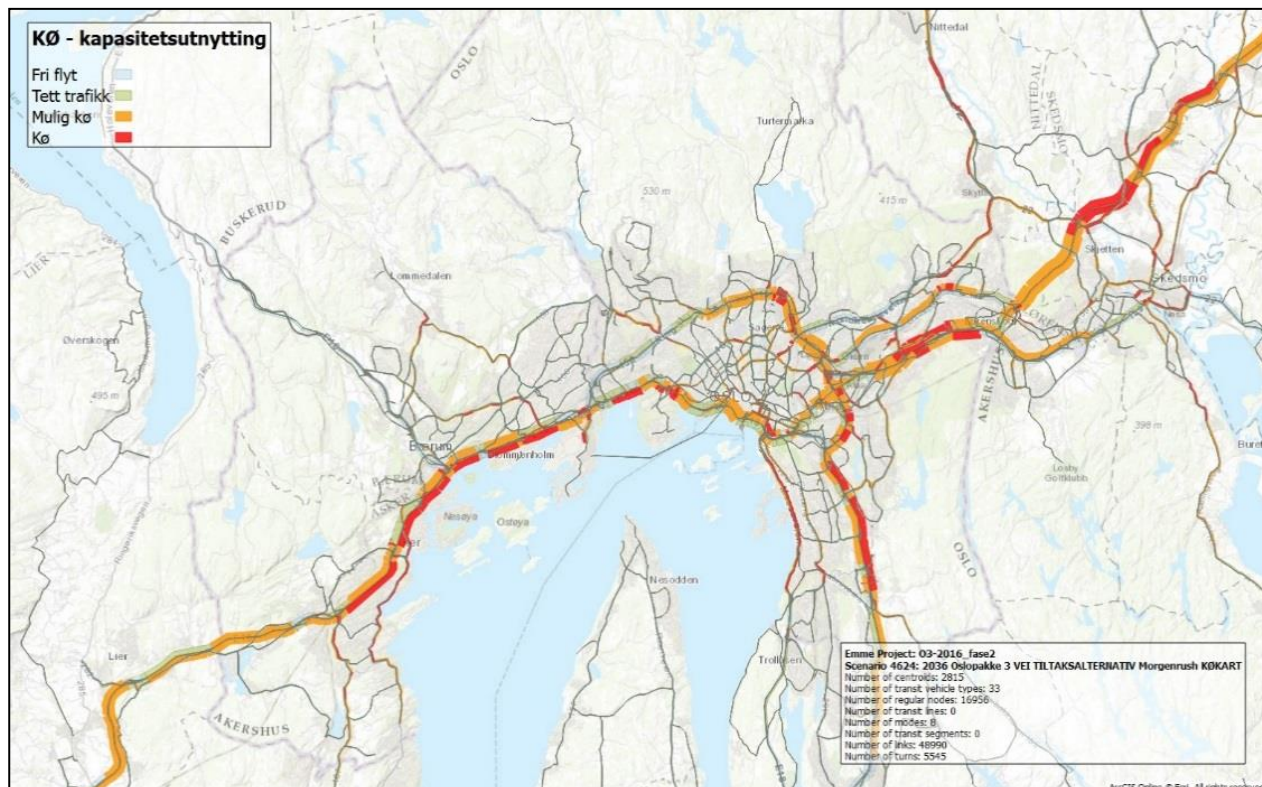 KØ - kapasitetsutnytting
Fri flyt
Tett trafikk
Mulig kø
Kø
Nittedal
OSLO
NITTEDAL
SKEDSMO
Turtermarka
530 m
415 m
BUSKERUD
LIER
Lommedalen
Skjetten
Skedsmo
Øverskogen
495 m
Bærum
AKERSHUS
398 m
Losby
Golfklubb
Nesøya
Ostøya
Nesodden
OSLO
Lier
AKERSHUS
Emme Project: O3-2016_fase2
Scenario 4624: 2036 Oslopakke 3 VEI TILTAKSALTERNATIV Morgenrush KØKART
Number of centroids: 2815
Number of transit vehicle types: 33
Number of regular nodes: 16956
Number of transit lines: 0
Number of modes: 8
Number of transit segments: 0
Number of links: 48990
Number of turns: 5545